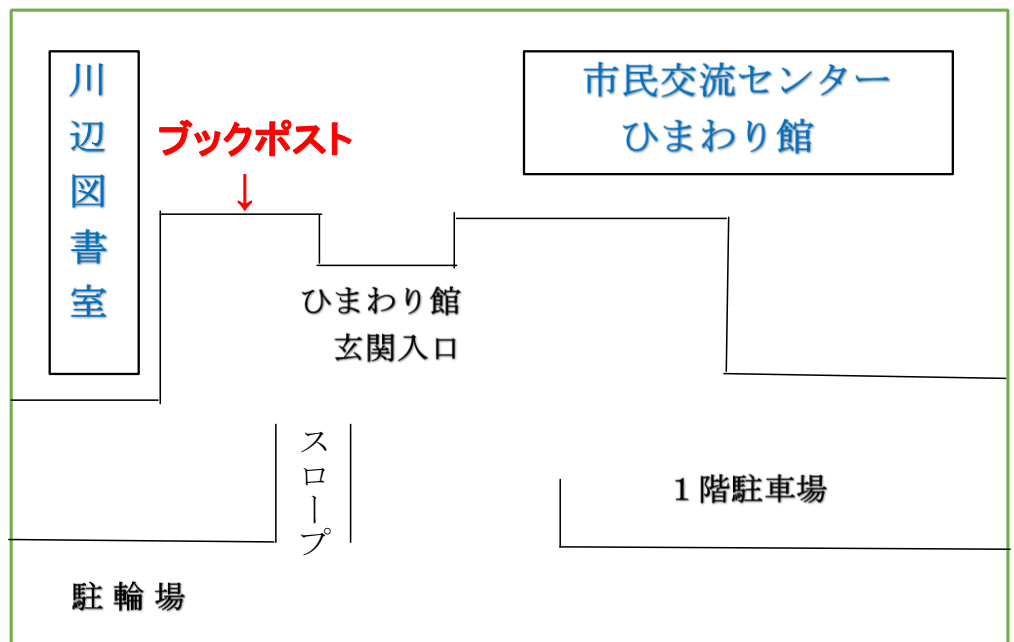 川辺図書室
市民交流センター
ひまわり館
ブックポスト
↓
ひまわり館
玄関入口
スロープ
１階駐車場
駐輪場